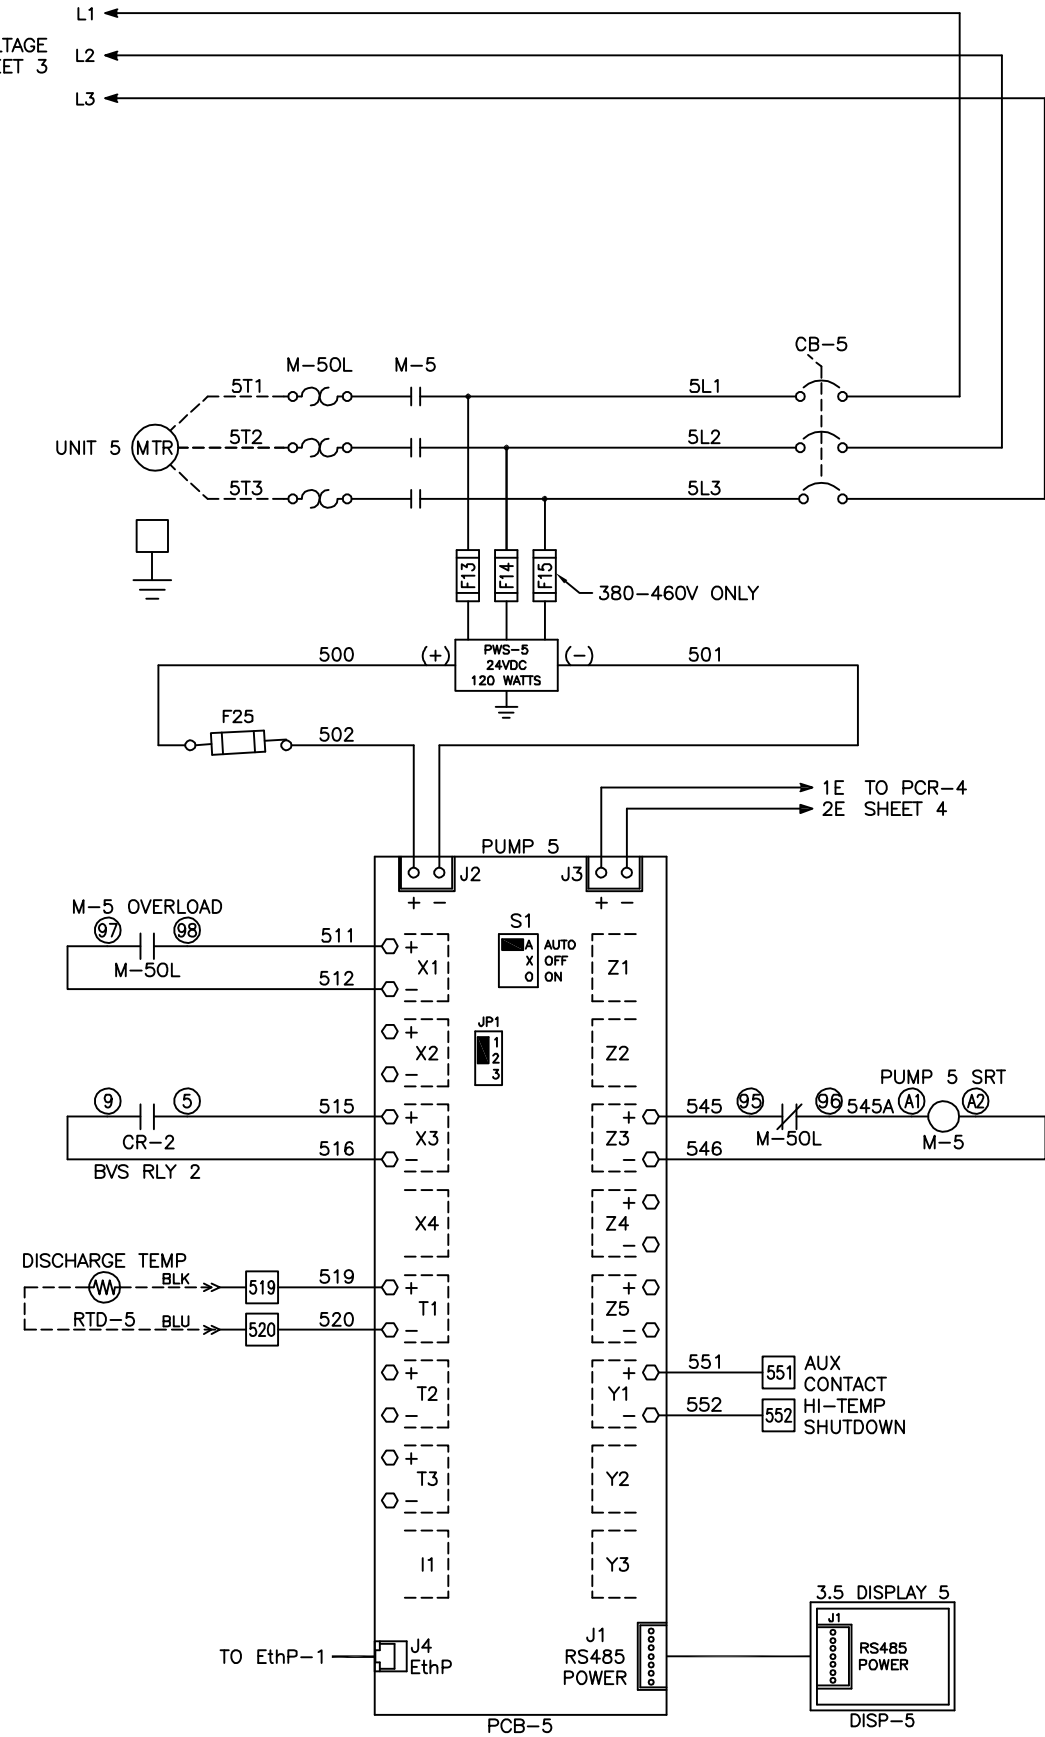 L1
LTAGE
EET 3
L2
L3
CB-5
M-5OL
M-5
5T1
5L1
UNIT 5
MTR
5T2
5L2
5T3
5L3
F13
F14
F15
380-460V ONLY
500
(+)
PWS-5
24VDC
120 WATTS
(-)
501
F25
502
1E TO PCR-4
2E SHEET 4
PUMP 5
J2
J3
+ -
+ -
M-5 OVERLOAD
97
98
M-5OL
511
512
+
X1
-
S1
A AUTO
X OFF
O ON
Z1
+
X2
-
JP1
1
2
3
Z2
9
5
CR-2
BVS RLY 2
515
516
+
X3
-
+
Z3
-
545
546
95
96
M-5OL
545A
PUMP 5 SRT
A1
A2
M-5
X4
+
Z4
-
DISCHARGE TEMP
BLK
RTD-5
BLU
519
519
520
520
+
T1
-
+
Z5
-
+
T2
-
+
Y1
-
551
551
AUX
CONTACT
552
552
HI-TEMP
SHUTDOWN
+
T3
-
Y2
I1
Y3
TO EthP-1
J4
EthP
J1
RS485
POWER
3.5 DISPLAY 5
J1
RS485
POWER
DISP-5
PCB-5